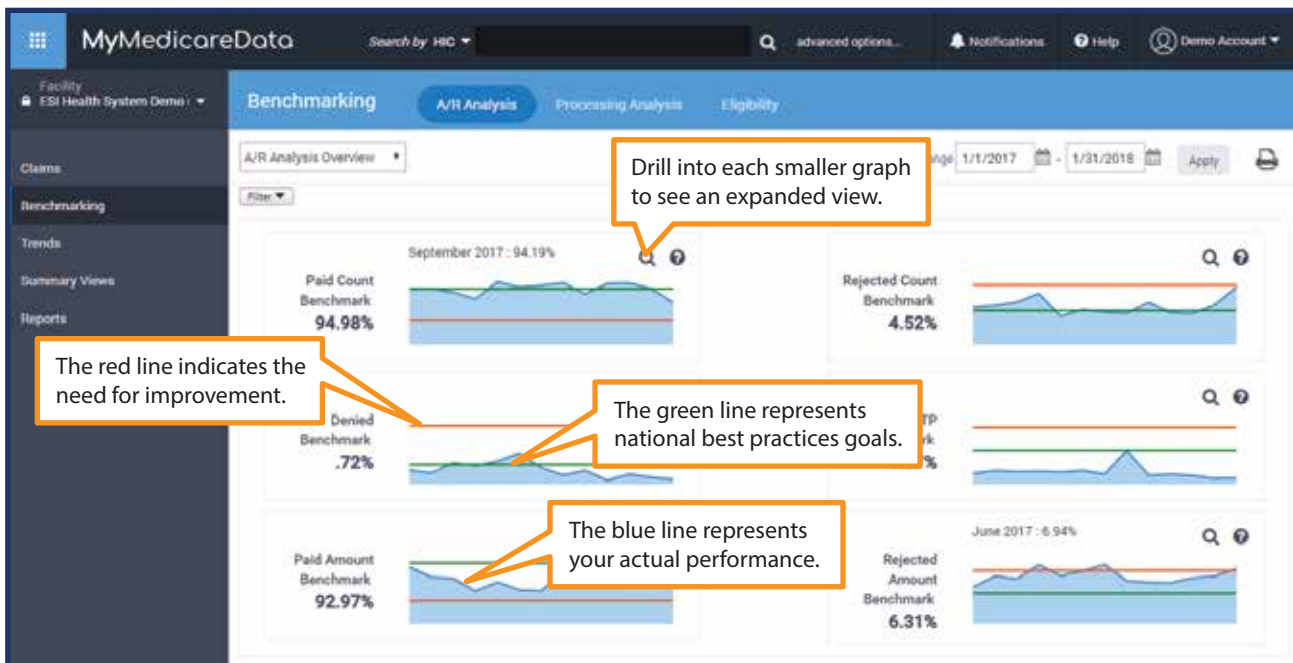 MyMedicareData
Search by HIC
advanced options...
Notifications
Help
Demo Account
Facility
ESI Health System Demo
Benchmarking
A/R Analysis
Processing Analysis
Eligibility
Claims
Benchmarking
Trends
Summary Views
Reports
A/R Analysis Overview
1/1/2017 - 1/31/2018
Apply
Filter
Drill into each smaller graph
to see an expanded view.
September 2017 : 94.19%
Paid Count
Benchmark
94.98%
Rejected Count
Benchmark
4.52%
The red line indicates the
need for improvement.
Denied
Benchmark
.72%
The green line represents
national best practices goals.
The blue line represents
your actual performance.
Paid Amount
Benchmark
92.97%
June 2017 : 6.94%
Rejected
Amount
Benchmark
6.31%